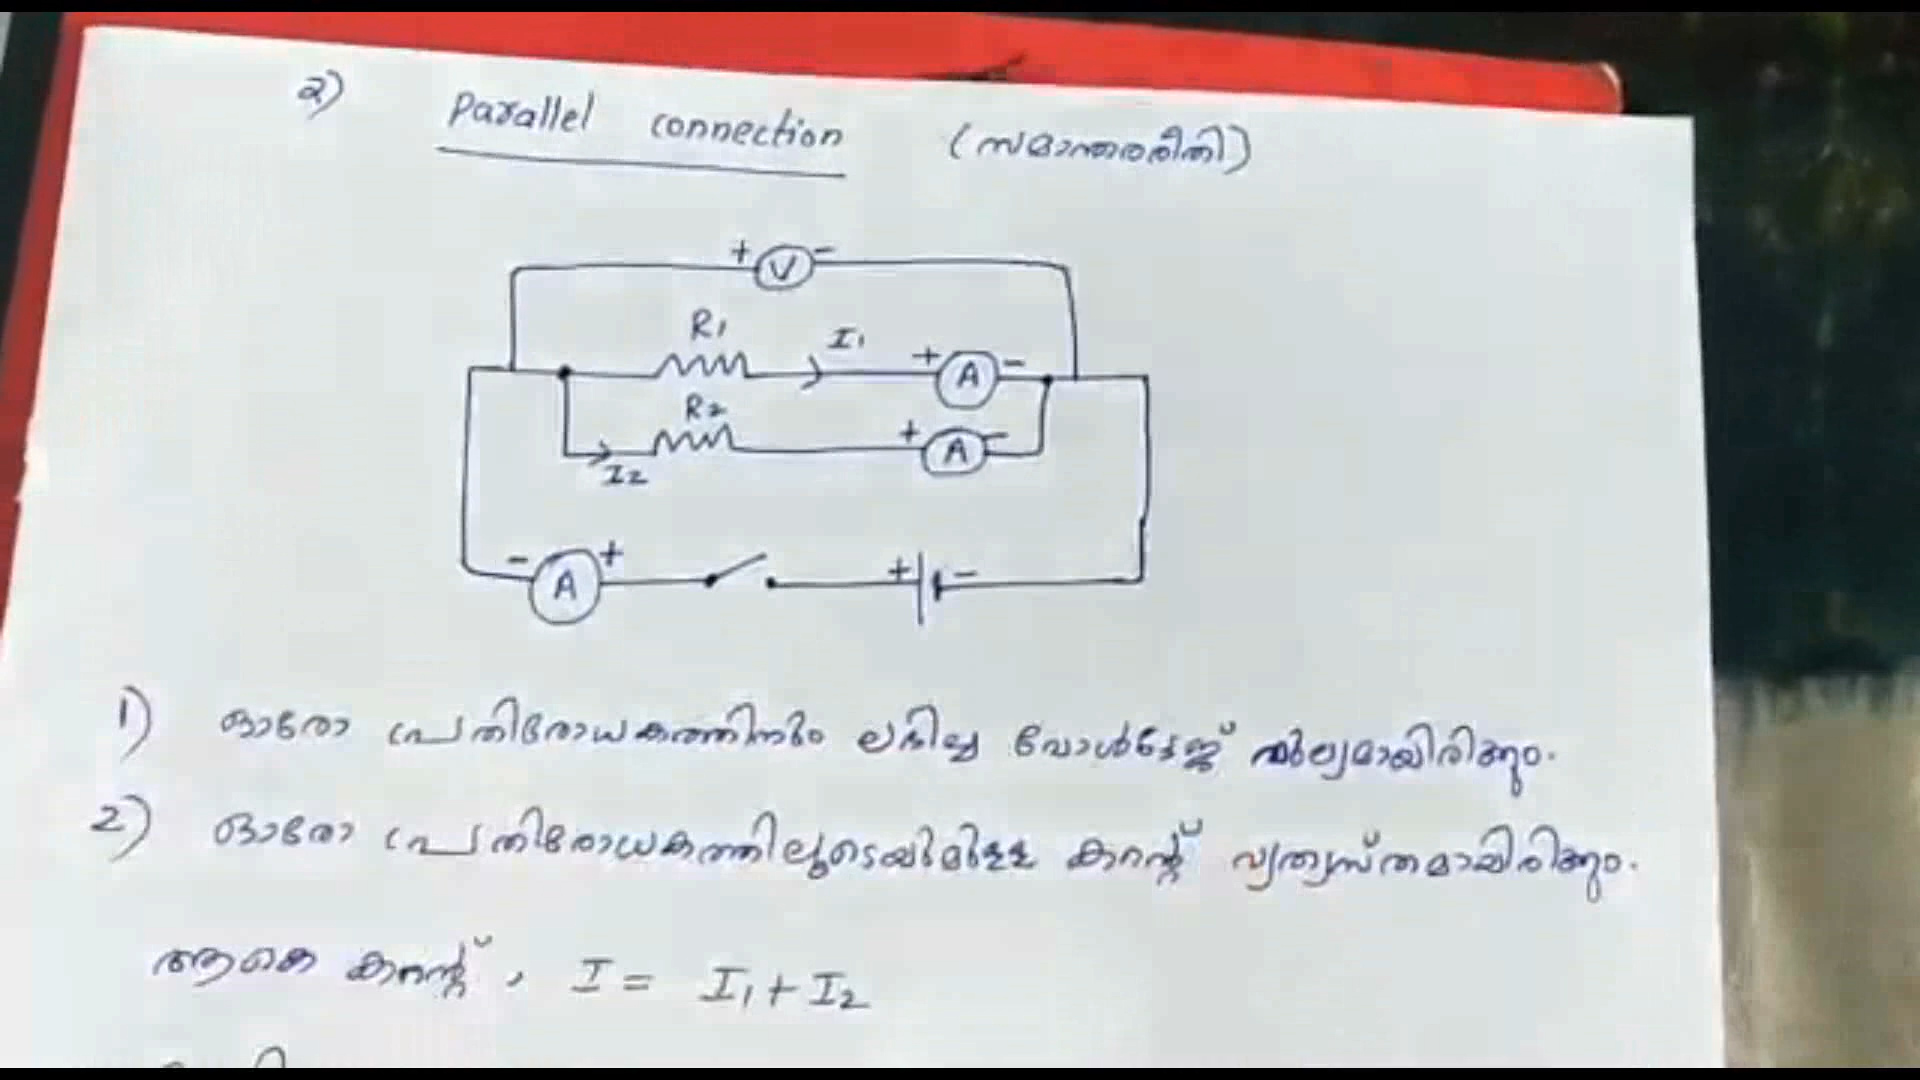 2) Parallel connection (സമാന്തരരീതി)
+ V -
R1 I1 + A -
R2 + A -
I2
- A + + -
1) ഓരോ പ്രതിരോധകത്തിനും ലഭിച്ച വോൾട്ടേജ് തുല്യമായിരിക്കും.
2) ഓരോ പ്രതിരോധകത്തിലൂടെയുമുള്ള കറന്റ് വ്യത്യസ്തമായിരിക്കും.
ആകെ കറന്റ്, I = I1 + I2